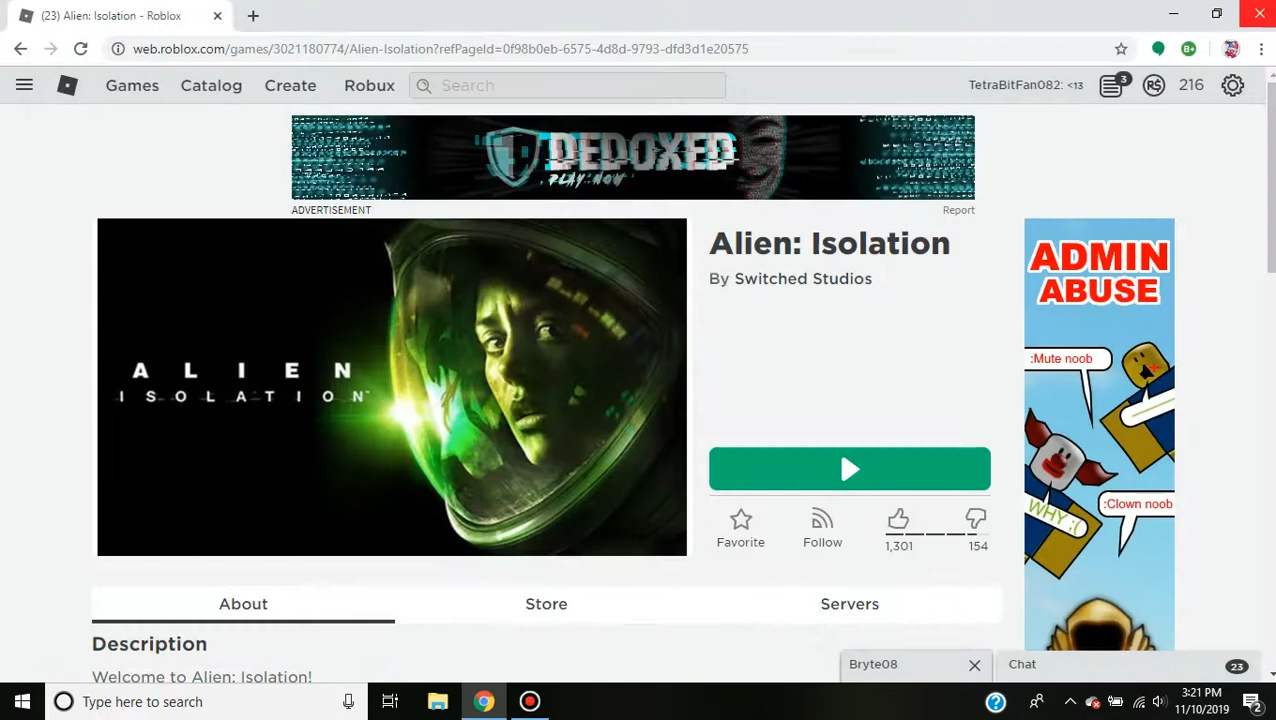 (23) Alien: Isolation - Roblox
web.roblox.com/games/3021180774/Alien-Isolation?refPageId=0f98b0eb-6575-4d8d-9793-dfd3d1e20575
B+
Games
Catalog
Create
Robux
Search
TetraBitFan082: <13
3
216
DEDOXED
PLAY NOW
ADVERTISEMENT
Report
ALIEN
ISOLATION™
Alien: Isolation
By Switched Studios
Favorite
Follow
1,301
154
ADMIN
ABUSE
:Mute noob
:Clown noob
WHY :(
About
Store
Servers
Description
Welcome to Alien: Isolation!
Bryte08
Chat
23
Type here to search
3:21 PM
11/10/2019
2